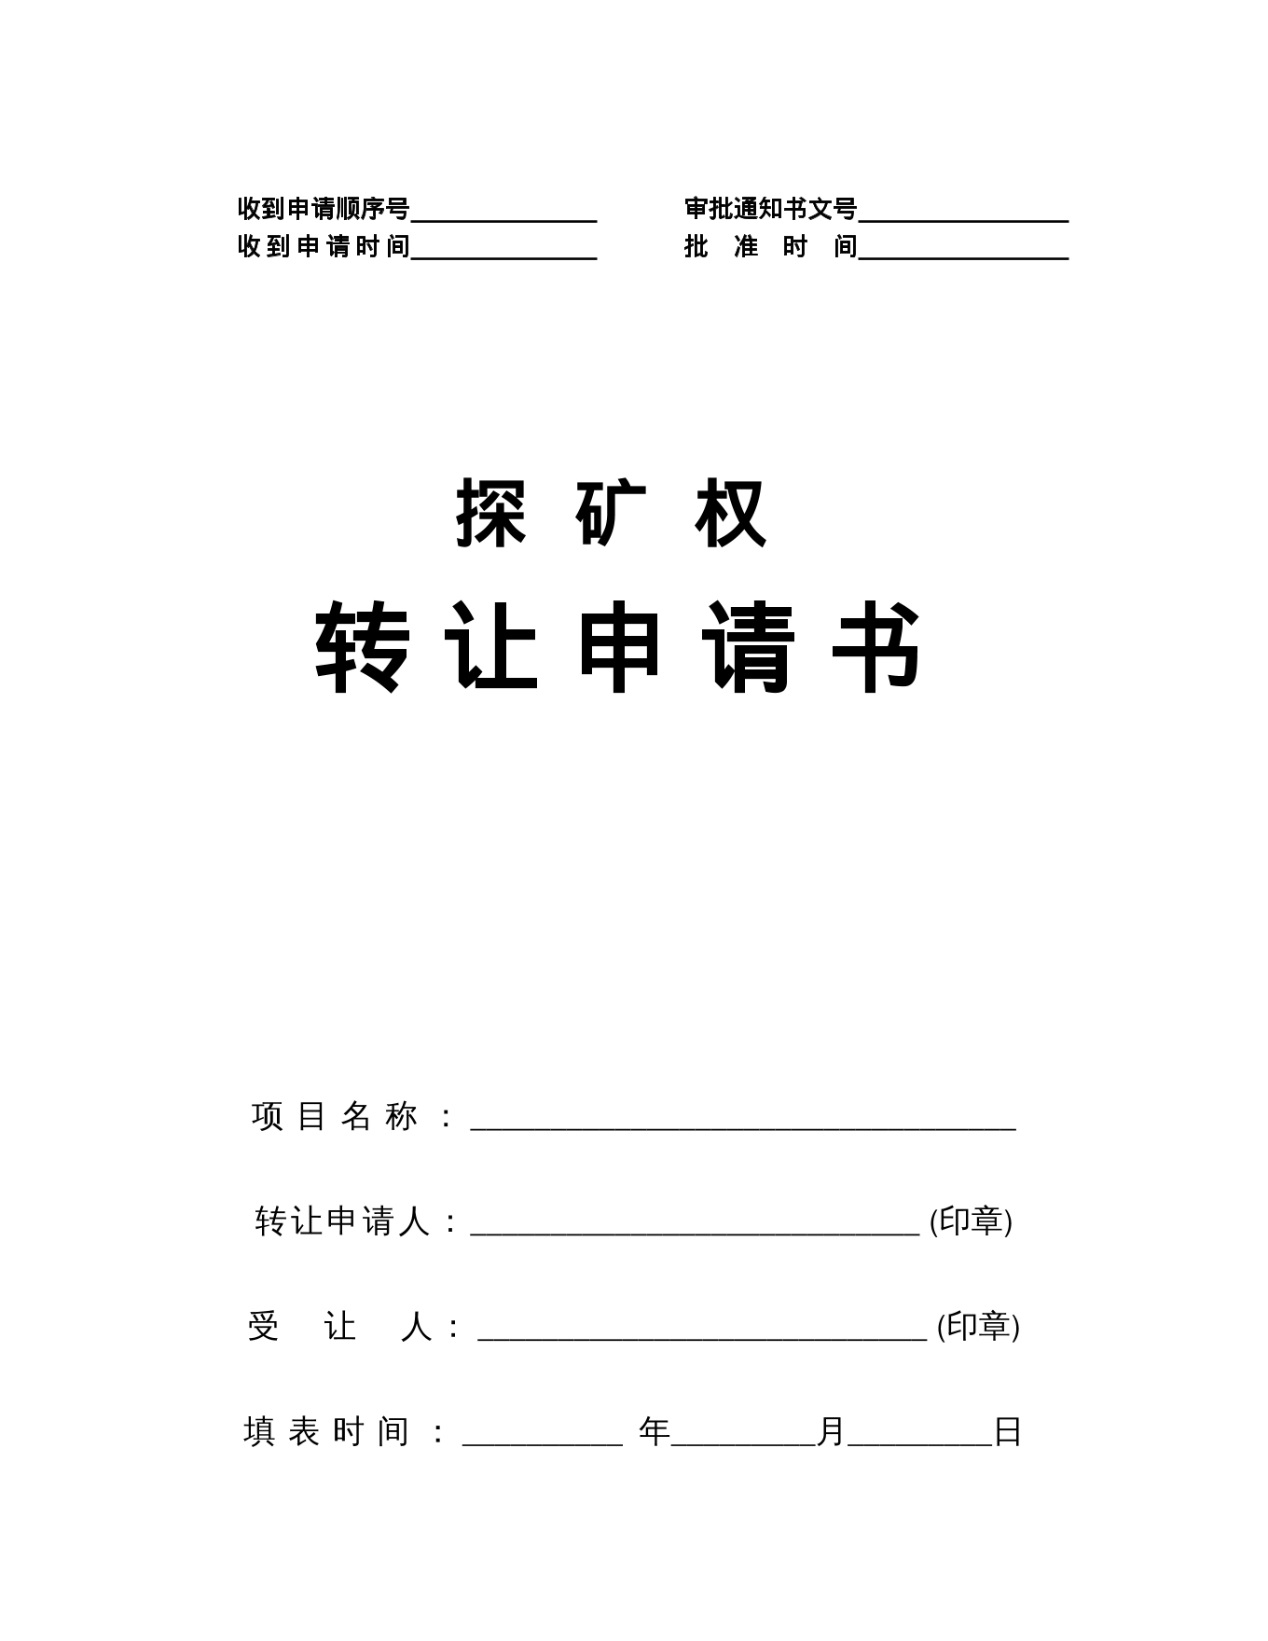 收到申请顺序号_______________ 审批通知书文号_________________
收到申请时间_______________ 批 准 时 间_________________
探 矿 权
转 让 申 请 书
项 目 名 称 ：__________________________________
转让申请人：____________________________ (印章)
受 让 人：____________________________ (印章)
填 表 时 间 ：__________ 年_________月_________日